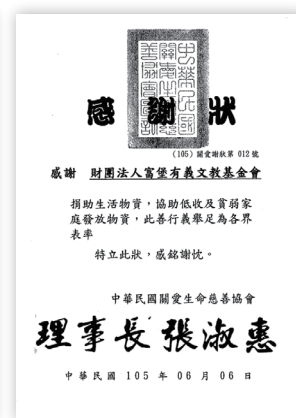 感謝狀
(105) 關愛謝狀第 012 號
感謝 財團法人富堡有義文教基金會
捐助生活物資，協助低收及貧弱家
庭發放物資，此善行義舉足為各界
表率
特立此狀，感銘謝忱。
中華民國關愛生命慈善協會
理事長 張淑惠
中華民國 105 年 06 月 06 日